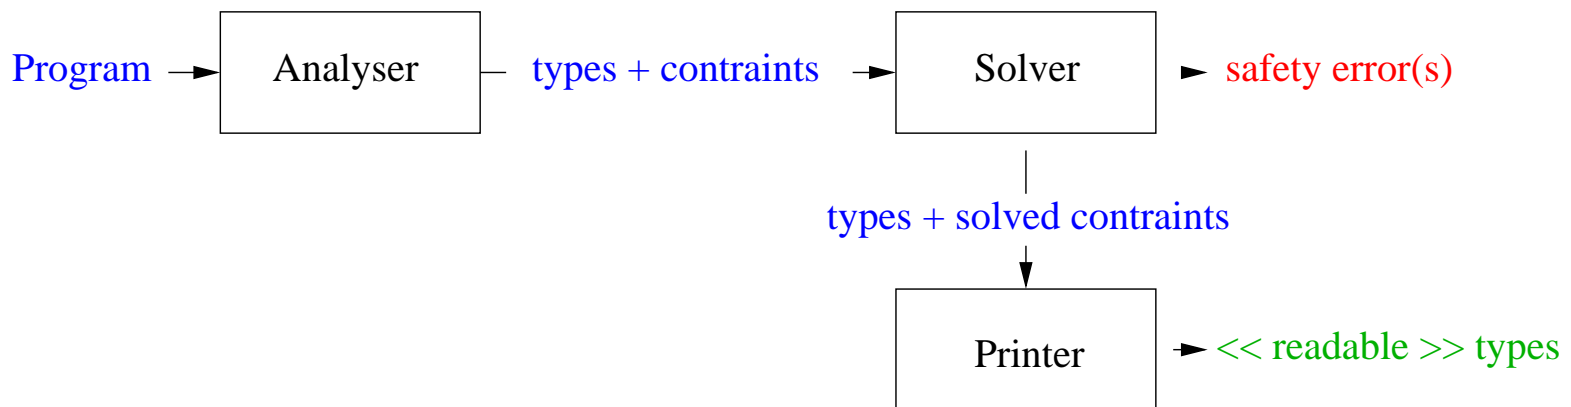 Program Analyser types + contraints Solver safety error(s)
types + solved contraints
Printer << readable >> types